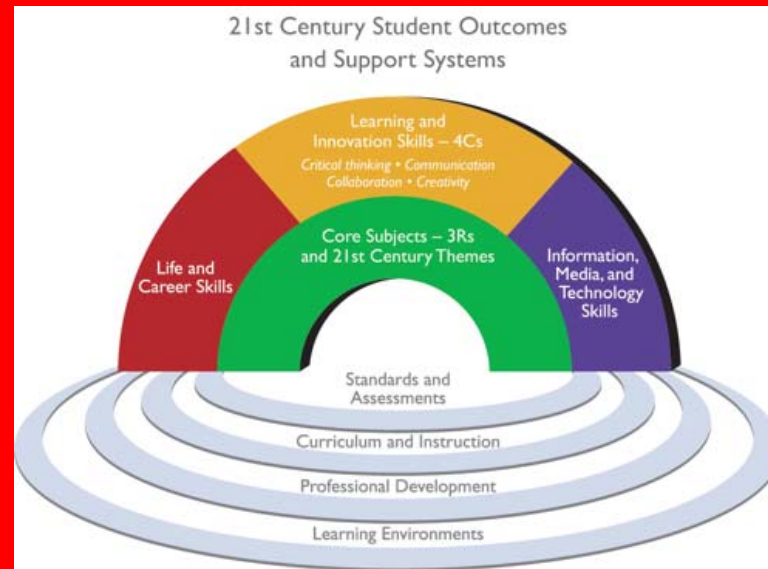 21st Century Student Outcomes
and Support Systems
Learning and
Innovation Skills – 4Cs
Critical thinking • Communication
Collaboration • Creativity
Core Subjects – 3Rs
and 21st Century Themes
Life and
Career Skills
Information,
Media, and
Technology
Skills
Standards and
Assessments
Curriculum and Instruction
Professional Development
Learning Environments